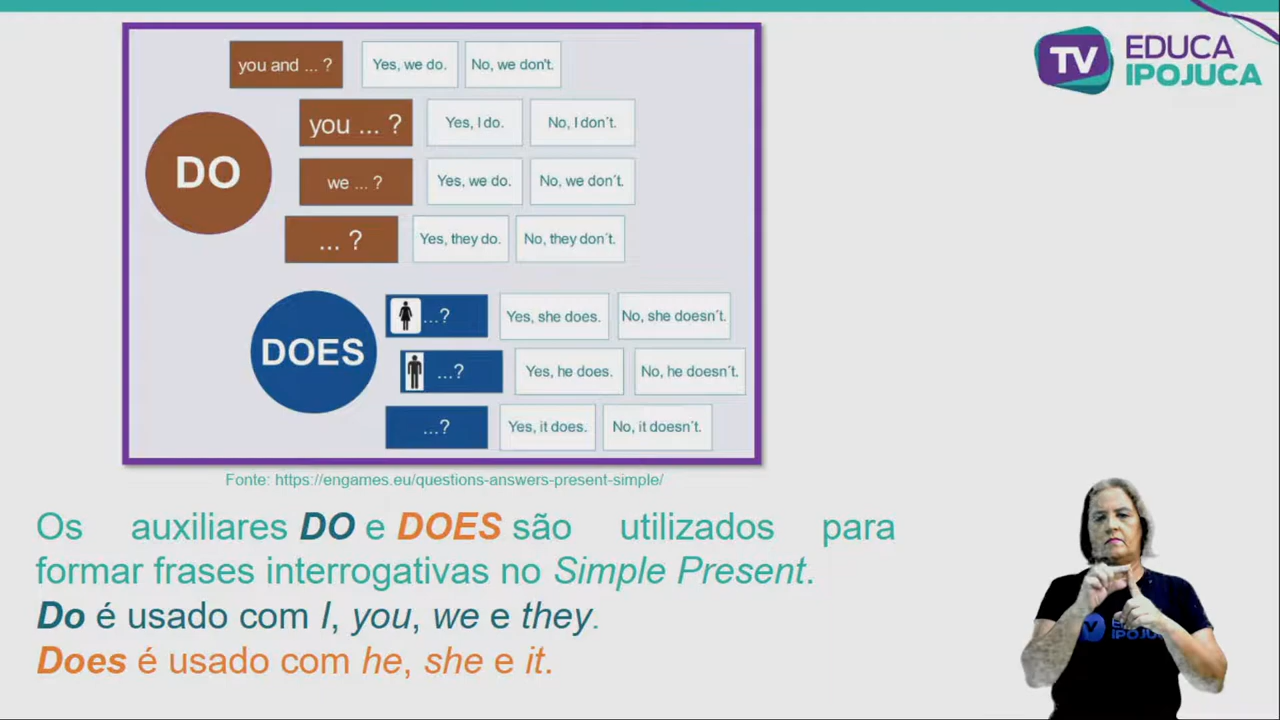 you and ... ? Yes, we do. No, we don't.
you ... ? Yes, I do. No, I don´t.
DO
we ... ? Yes, we do. No, we don´t.
... ? Yes, they do. No, they don´t.
...? Yes, she does. No, she doesn´t.
DOES
...? Yes, he does. No, he doesn´t.
...? Yes, it does. No, it doesn´t.
TV EDUCA
IPOJUCA
Fonte: https://engames.eu/questions-answers-present-simple/
Os auxiliares DO e DOES são utilizados para
formar frases interrogativas no Simple Present.
Do é usado com I, you, we e they.
Does é usado com he, she e it.